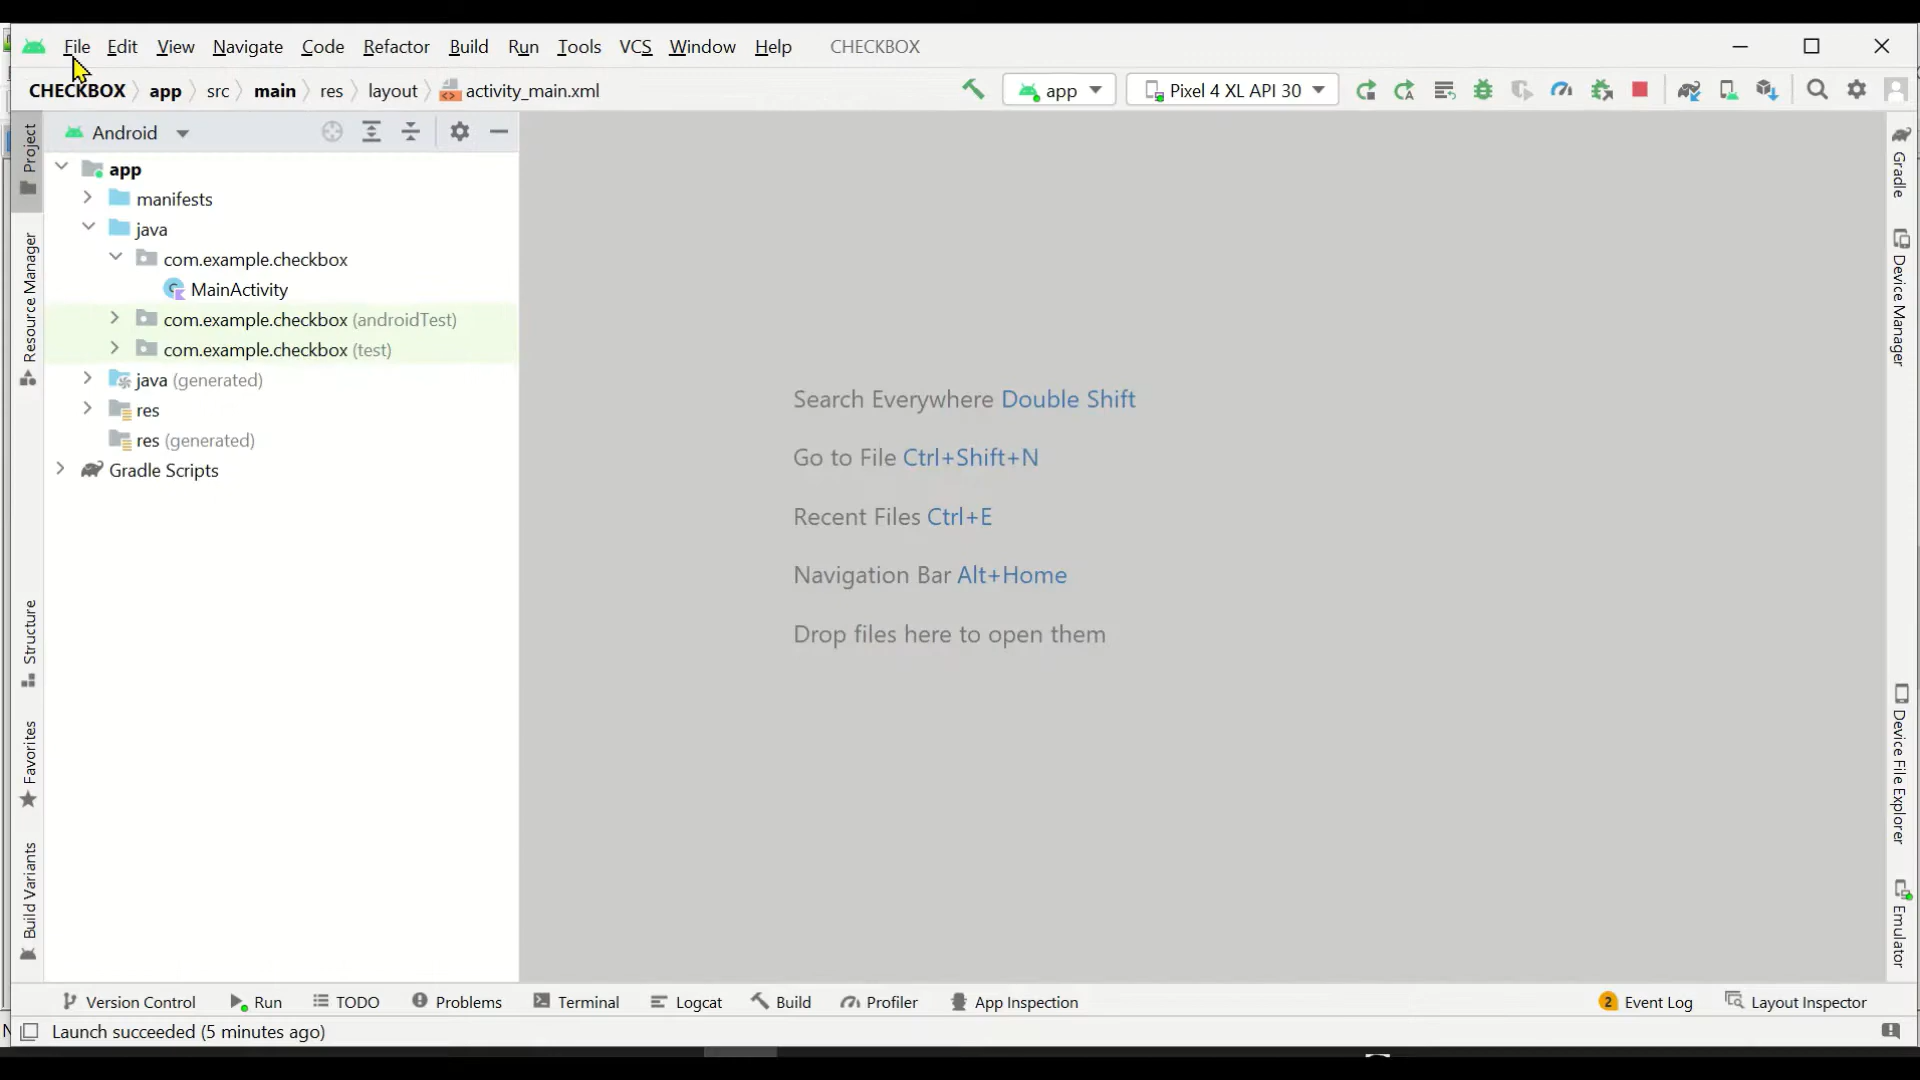 File Edit View Navigate Code Refactor Build Run Tools VCS Window Help CHECKBOX
CHECKBOX app src main res layout activity_main.xml app Pixel 4 XL API 30
Android
app
manifests
java
com.example.checkbox
MainActivity
com.example.checkbox (androidTest)
com.example.checkbox (test)
java (generated)
res
res (generated)
Gradle Scripts
Project
Resource Manager
Structure
Favorites
Build Variants
Search Everywhere Double Shift
Go to File Ctrl+Shift+N
Recent Files Ctrl+E
Navigation Bar Alt+Home
Drop files here to open them
Gradle
Device Manager
Device File Explorer
Emulator
Version Control Run TODO Problems Terminal Logcat Build Profiler App Inspection 2 Event Log Layout Inspector
Launch succeeded (5 minutes ago)